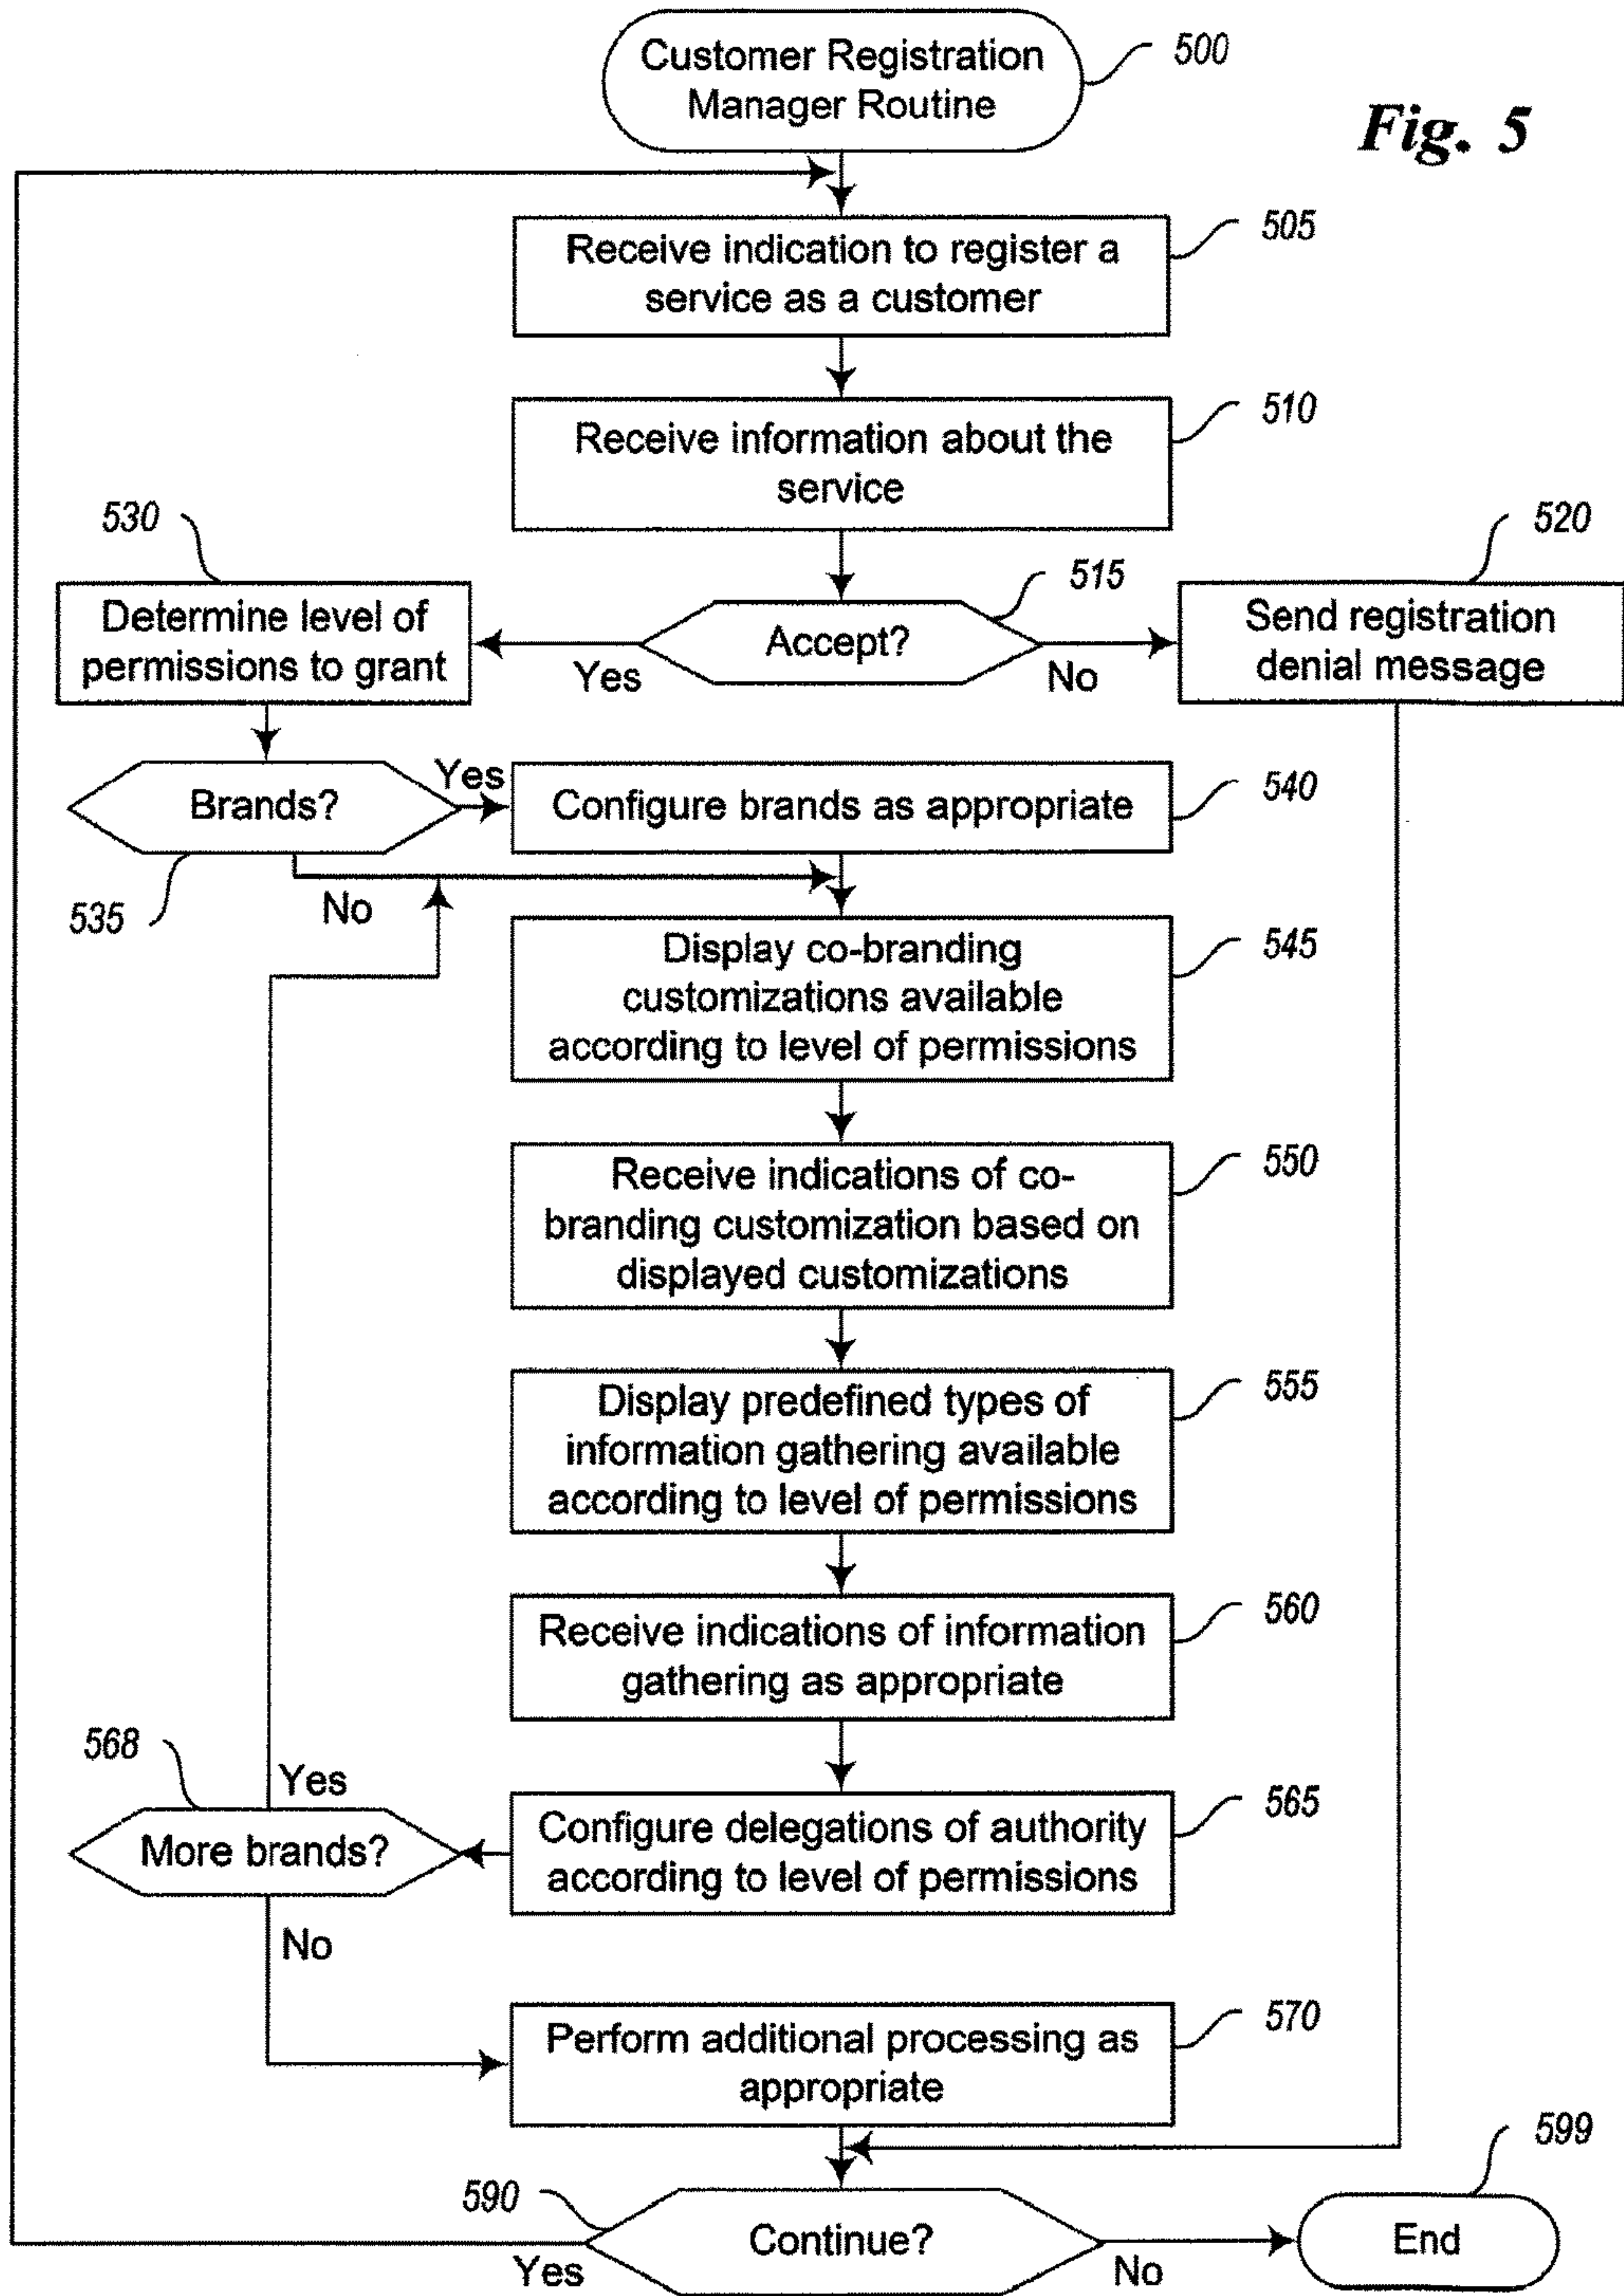 Customer Registration
Manager Routine
500
Fig. 5
Receive indication to register a
service as a customer
505
Receive information about the
service
510
530
520
Determine level of
permissions to grant
Yes
Accept?
515
No
Send registration
denial message
Brands?
Yes
Configure brands as appropriate
540
535
No
Display co-branding
customizations available
according to level of permissions
545
Receive indications of co-
branding customization based on
displayed customizations
550
Display predefined types of
information gathering available
according to level of permissions
555
Receive indications of information
gathering as appropriate
560
568
Yes
More brands?
Configure delegations of authority
according to level of permissions
565
No
Perform additional processing as
appropriate
570
599
590
Continue?
Yes
No
End